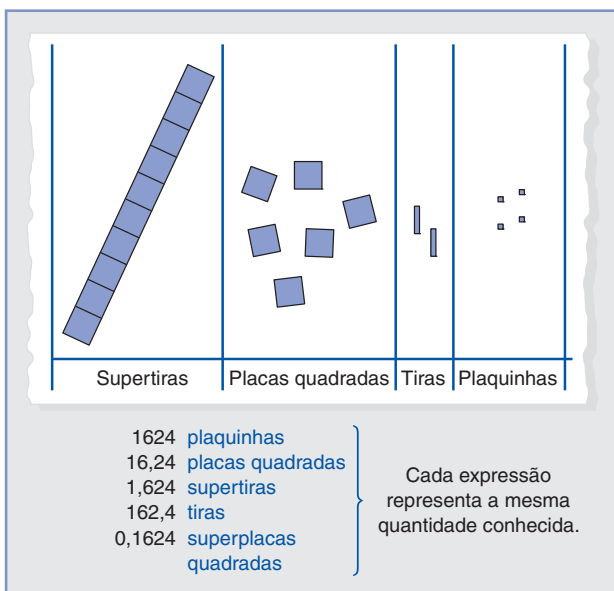 Supertiras
Placas quadradas
Tiras
Plaquinhas
1624 plaquinhas
16,24 placas quadradas
1,624 supertiras
162,4 tiras
0,1624 superplacas
quadradas
Cada expressão
representa a mesma
quantidade conhecida.